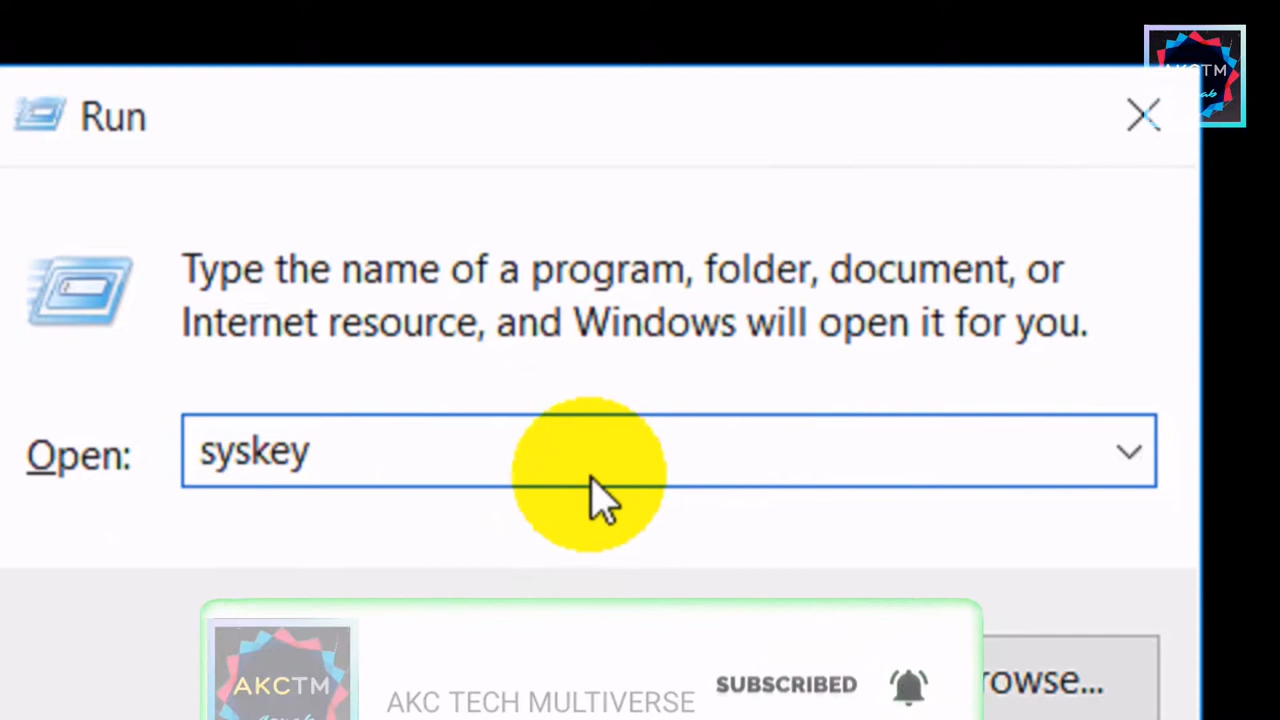 AKCTM
Run
Type the name of a program, folder, document, or
Internet resource, and Windows will open it for you.
Open: syskey
rowse...
AKCTM
AKC TECH MULTIVERSE
SUBSCRIBED